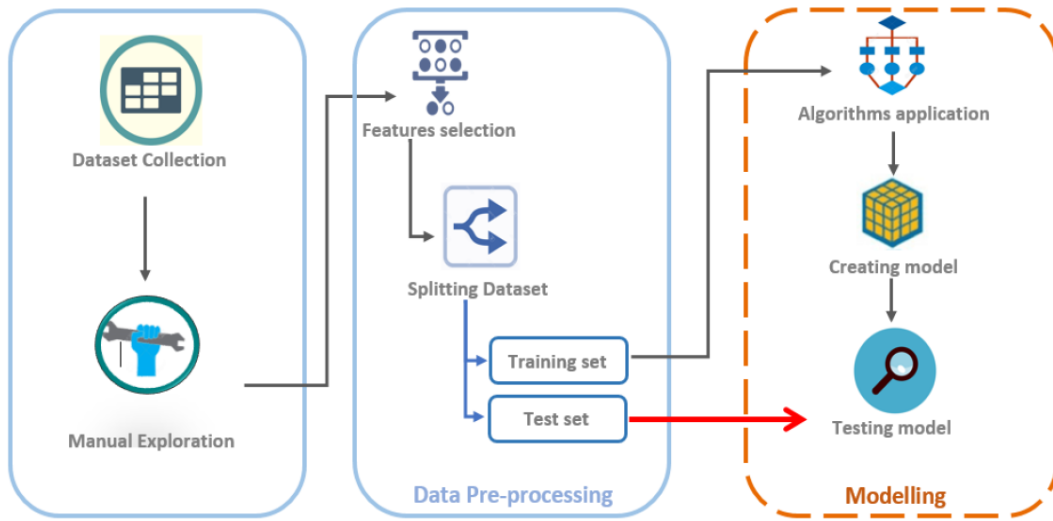 Dataset Collection
Manual Exploration
Features selection
Splitting Dataset
Training set
Test set
Data Pre-processing
Algorithms application
Creating model
Testing model
Modelling